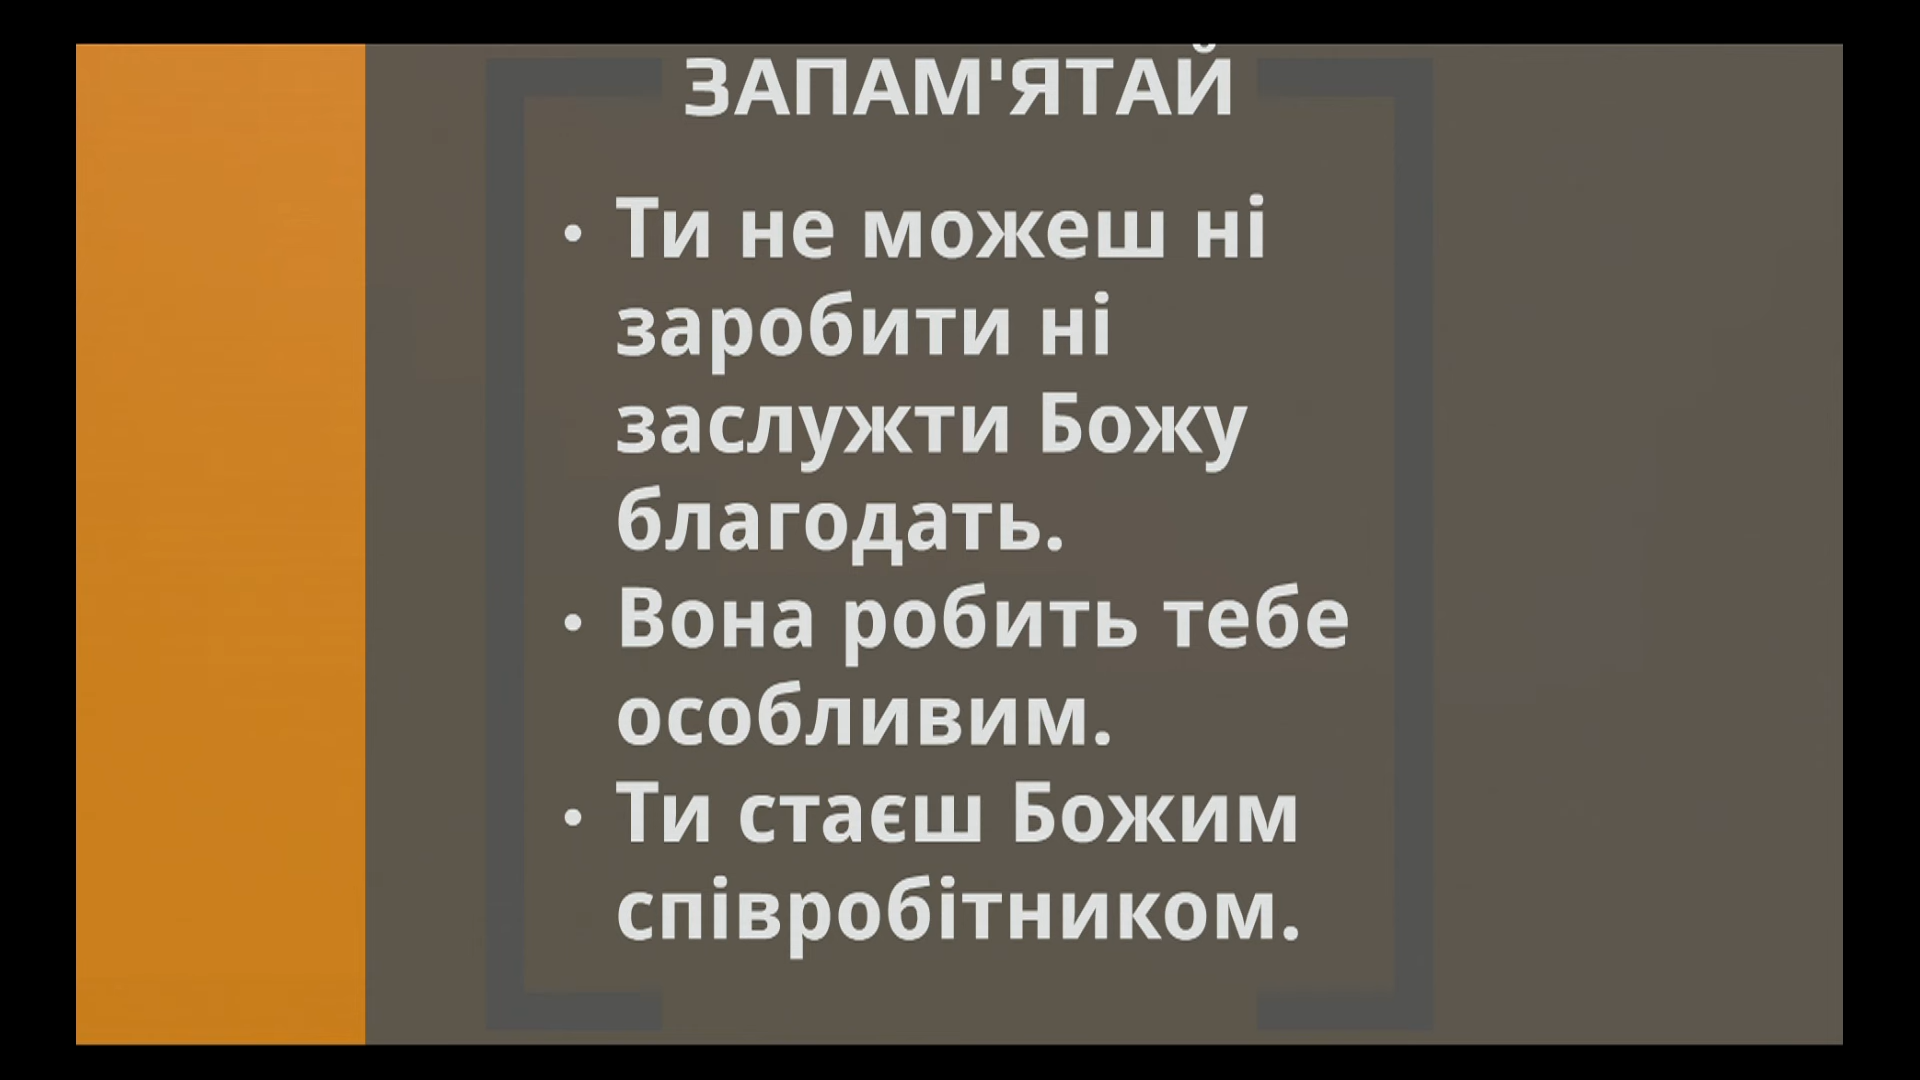 ЗАПАМ'ЯТАЙ
• Ти не можеш ні
заробити ні
заслужти Божу
благодать.
• Вона робить тебе
особливим.
• Ти стаєш Божим
співробітником.